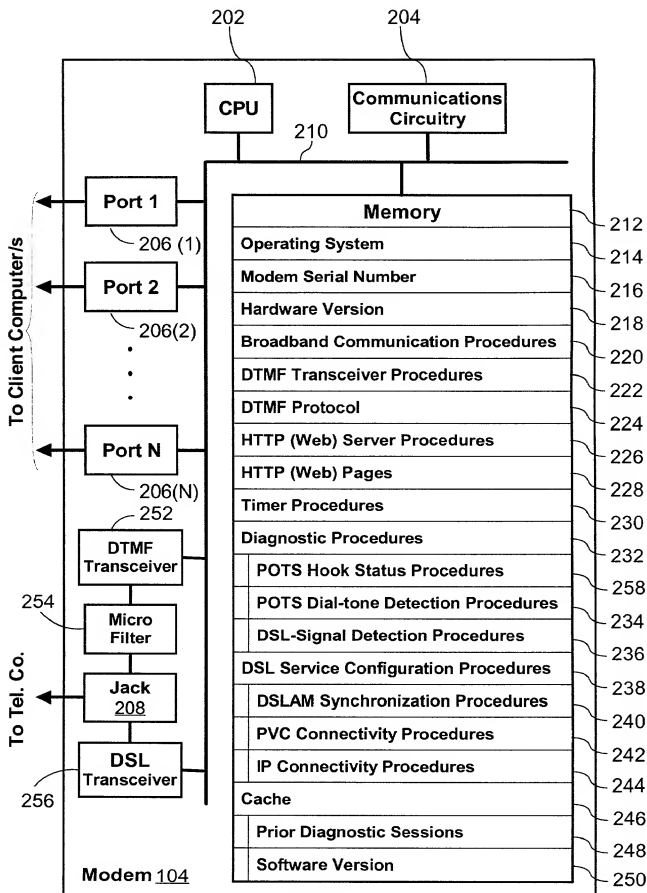 202
204
CPU
Communications
Circuitry
210
Port 1
206 (1)
Port 2
206(2)
Port N
206(N)
To Client Computer/s
252
DTMF
Transceiver
254
Micro
Filter
To Tel. Co.
Jack
208
DSL
Transceiver
256
Modem 104
Memory
212
Operating System
214
Modem Serial Number
216
Hardware Version
218
Broadband Communication Procedures
220
DTMF Transceiver Procedures
222
DTMF Protocol
224
HTTP (Web) Server Procedures
226
HTTP (Web) Pages
228
Timer Procedures
230
Diagnostic Procedures
232
POTS Hook Status Procedures
258
POTS Dial-tone Detection Procedures
234
DSL-Signal Detection Procedures
236
DSL Service Configuration Procedures
238
DSLAM Synchronization Procedures
240
PVC Connectivity Procedures
242
IP Connectivity Procedures
244
Cache
246
Prior Diagnostic Sessions
248
Software Version
250